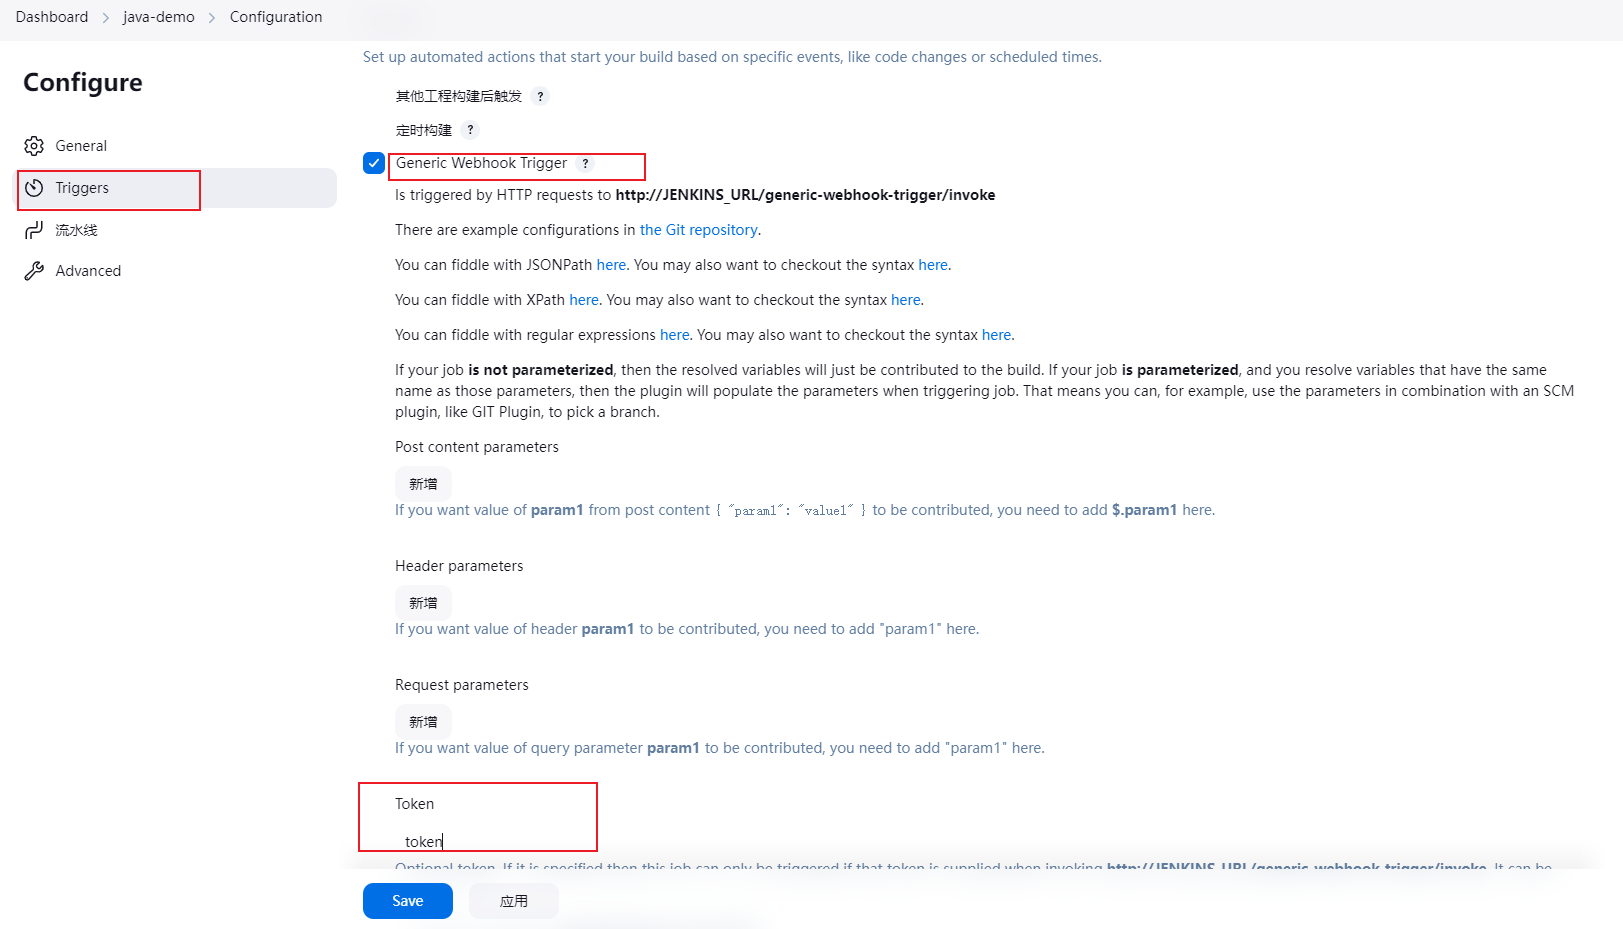 Dashboard > java-demo > Configuration
Configure
General
Triggers
流水线
Advanced
Set up automated actions that start your build based on specific events, like code changes or scheduled times.
其他工程构建后触发 ?
定时构建 ?
Generic Webhook Trigger ?
Is triggered by HTTP requests to http://JENKINS_URL/generic-webhook-trigger/invoke
There are example configurations in the Git repository.
You can fiddle with JSONPath here. You may also want to checkout the syntax here.
You can fiddle with XPath here. You may also want to checkout the syntax here.
You can fiddle with regular expressions here. You may also want to checkout the syntax here.
If your job is not parameterized, then the resolved variables will just be contributed to the build. If your job is parameterized, and you resolve variables that have the same
name as those parameters, then the plugin will populate the parameters when triggering job. That means you can, for example, use the parameters in combination with an SCM
plugin, like GIT Plugin, to pick a branch.
Post content parameters
新增
If you want value of param1 from post content { "param1": "value1" } to be contributed, you need to add $.param1 here.
Header parameters
新增
If you want value of header param1 to be contributed, you need to add "param1" here.
Request parameters
新增
If you want value of query parameter param1 to be contributed, you need to add "param1" here.
Token
token
Optional token. If it is specified then this job can only be triggered if that token is supplied when invoking http://JENKINS_URL/generic-webhook-trigger/invoke. It can be
Save
应用